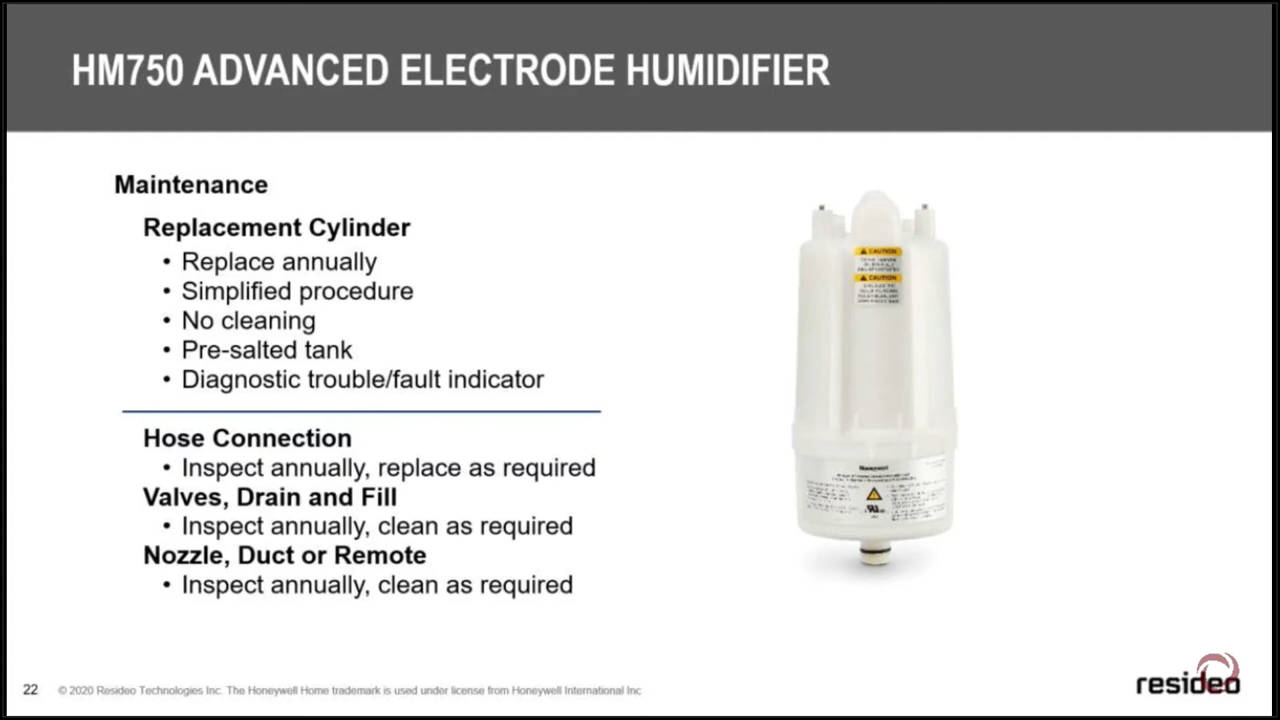 HM750 ADVANCED ELECTRODE HUMIDIFIER
Maintenance
Replacement Cylinder
• Replace annually
• Simplified procedure
• No cleaning
• Pre-salted tank
• Diagnostic trouble/fault indicator
Hose Connection
• Inspect annually, replace as required
Valves, Drain and Fill
• Inspect annually, clean as required
Nozzle, Duct or Remote
• Inspect annually, clean as required
CAUTION
CAUTION
Honeywell
22 © 2020 Resideo Technologies Inc. The Honeywell Home trademark is used under license from Honeywell International Inc
resideo